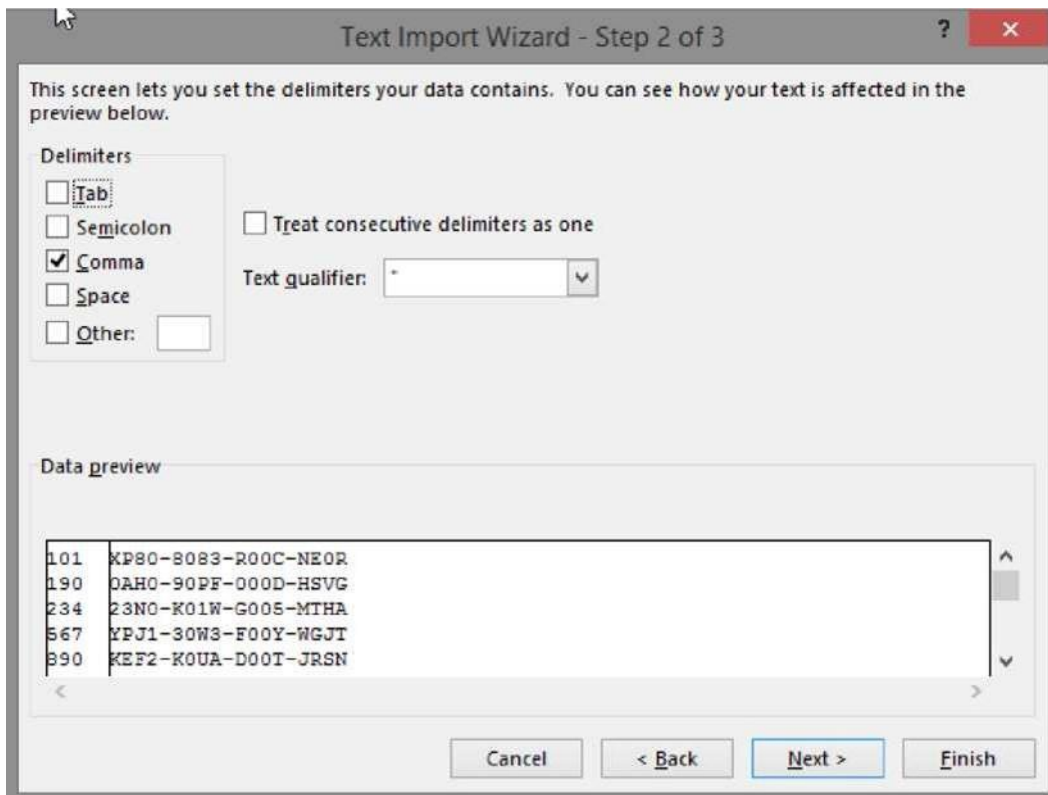 Text Import Wizard - Step 2 of 3
? ×
This screen lets you set the delimiters your data contains. You can see how your text is affected in the
preview below.
Delimiters
Tab
Semicolon
Comma
Space
Other:
Treat consecutive delimiters as one
Text qualifier: "
Data preview
101 XP80-8083-R00C-NE0R
190 0AH0-90PF-000D-HSVG
234 23N0-K01W-G005-MTHA
567 YPJ1-30W3-F00Y-WGJT
890 KEF2-K0UA-D00T-JRSN
Cancel
< Back
Next >
Finish